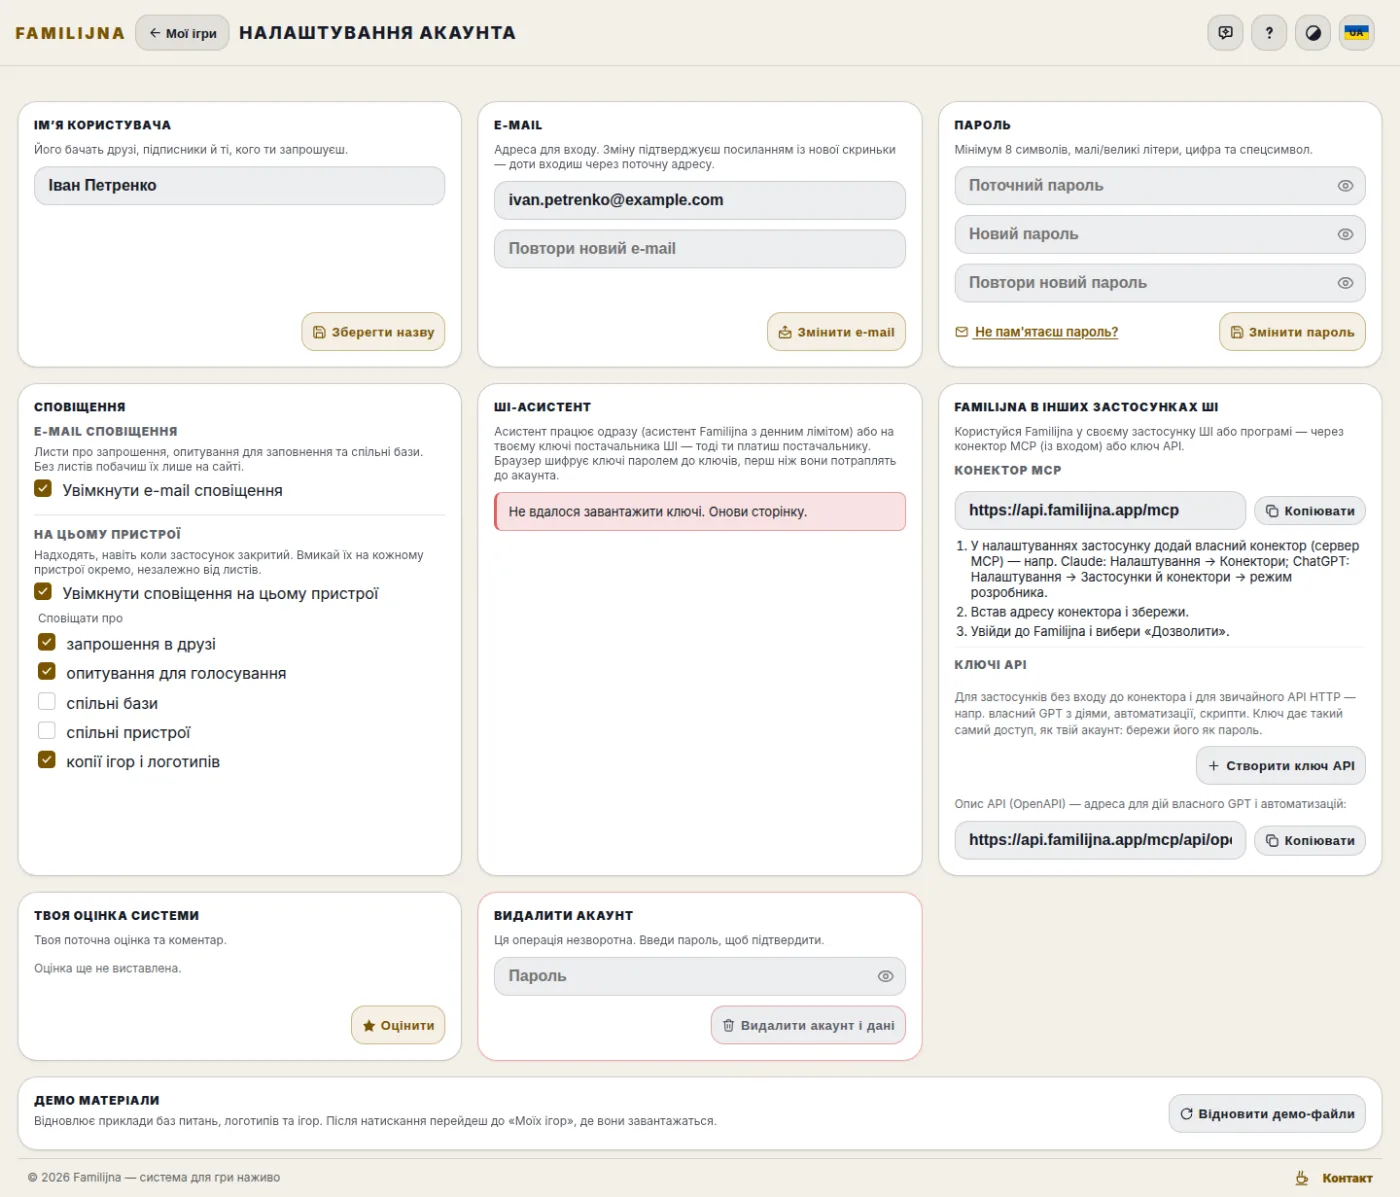 FAMILIJNA
Мої ігри
НАЛАШТУВАННЯ АКАУНТА
?
UA
ІМ’Я КОРИСТУВАЧА
Його бачать друзі, підписники й ті, кого ти запрошуєш.
Іван Петренко
Зберегти назву
E-MAIL
Адреса для входу. Зміну підтверджуєш посиланням із нової скриньки
— доти входиш через поточну адресу.
ivan.petrenko@example.com
Повтори новий e-mail
Змінити e-mail
ПАРОЛЬ
Мінімум 8 символів, малі/великі літери, цифра та спецсимвол.
Поточний пароль
Новий пароль
Повтори новий пароль
Не пам'ятаєш пароль?
Змінити пароль
СПОВІЩЕННЯ
E-MAIL СПОВІЩЕННЯ
Листи про запрошення, опитування для заповнення та спільні бази.
Без листів побачиш їх лише на сайті.
Увімкнути e-mail сповіщення
НА ЦЬОМУ ПРИСТРОЇ
Надходять, навіть коли застосунок закритий. Вмикай їх на кожному
пристрої окремо, незалежно від листів.
Увімкнути сповіщення на цьому пристрої
Сповіщати про
запрошення в друзі
опитування для голосування
спільні бази
спільні пристрої
копії ігор і логотипів
ШІ-АСИСТЕНТ
Асистент працює одразу (асистент Familijna з денним лімітом) або на
твоєму ключі постачальника ШІ — тоді ти платиш постачальнику.
Браузер шифрує ключі паролем до ключів, перш ніж вони потраплять
до акаунта.
Не вдалося завантажити ключі. Онови сторінку.
FAMILIJNA В ІНШИХ ЗАСТОСУНКАХ ШІ
Користуйся Familijna у своєму застосунку ШІ або програмі — через
конектор MCP (із входом) або ключ API.
КОНЕКТОР MCP
https://api.familijna.app/mcp
Копіювати
1. У налаштуваннях застосунку додай власний конектор (сервер
MCP) — напр. Claude: Налаштування → Конектори; ChatGPT:
Налаштування → Застосунки й конектори → режим
розробника.
2. Встав адресу конектора і збережи.
3. Увійди до Familijna і вибери «Дозволити».
КЛЮЧІ API
Для застосунків без входу до конектора і для звичайного API HTTP —
напр. власний GPT з діями, автоматизації, скрипти. Ключ дає такий
самий доступ, як твій акаунт: бережи його як пароль.
+ Створити ключ API
Опис API (OpenAPI) — адреса для дій власного GPT і автоматизацій:
https://api.familijna.app/mcp/api/ope
Копіювати
ТВОЯ ОЦІНКА СИСТЕМИ
Твоя поточна оцінка та коментар.
Оцінка ще не виставлена.
Оцінити
ВИДАЛИТИ АКАУНТ
Ця операція незворотна. Введи пароль, щоб підтвердити.
Пароль
Видалити акаунт і дані
ДЕМО МАТЕРІАЛИ
Відновлює приклади баз питань, логотипів та ігор. Після натискання перейдеш до «Моїх ігор», де вони завантажаться.
Відновити демо-файли
© 2026 Familijna — система для гри наживо
Контакт